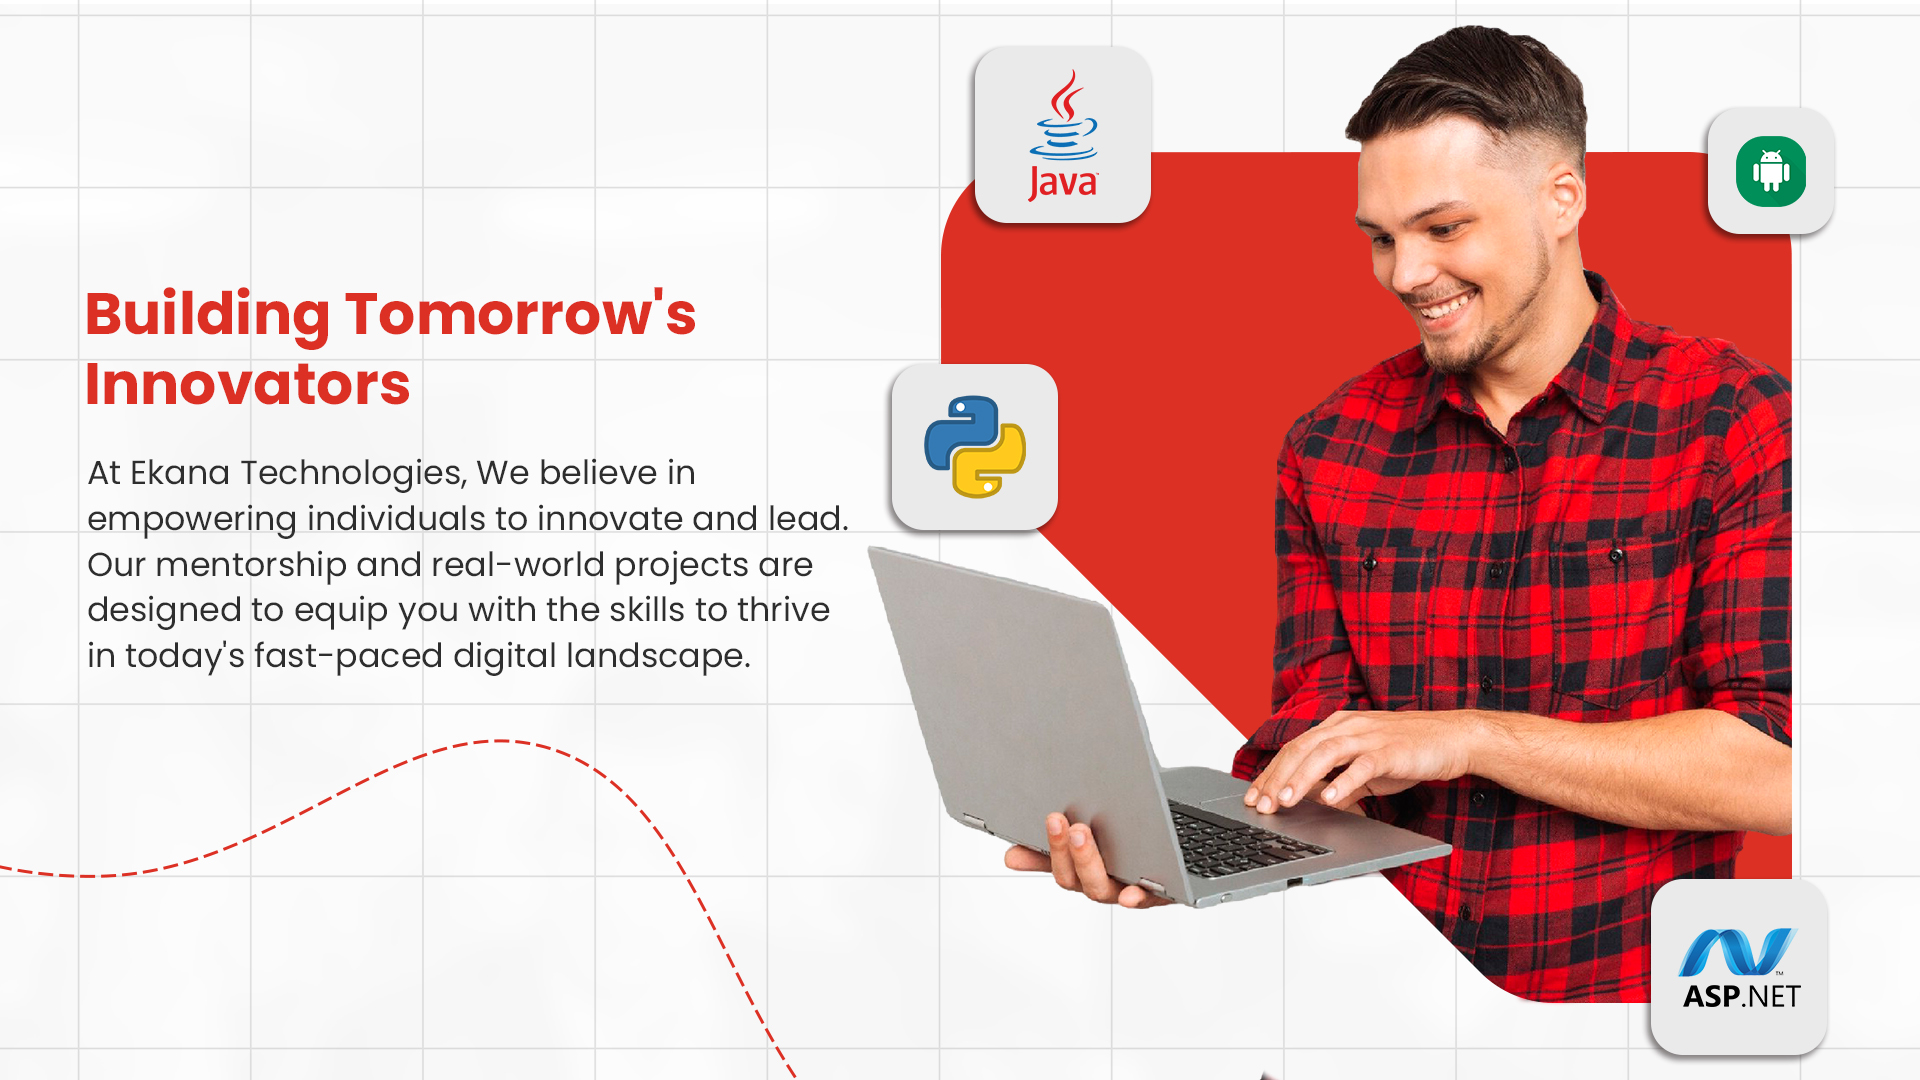 Building Tomorrow's
Innovators
At Ekana Technologies, We believe in
empowering individuals to innovate and lead.
Our mentorship and real-world projects are
designed to equip you with the skills to thrive
in today's fast-paced digital landscape.
Java™
ASP.NET™